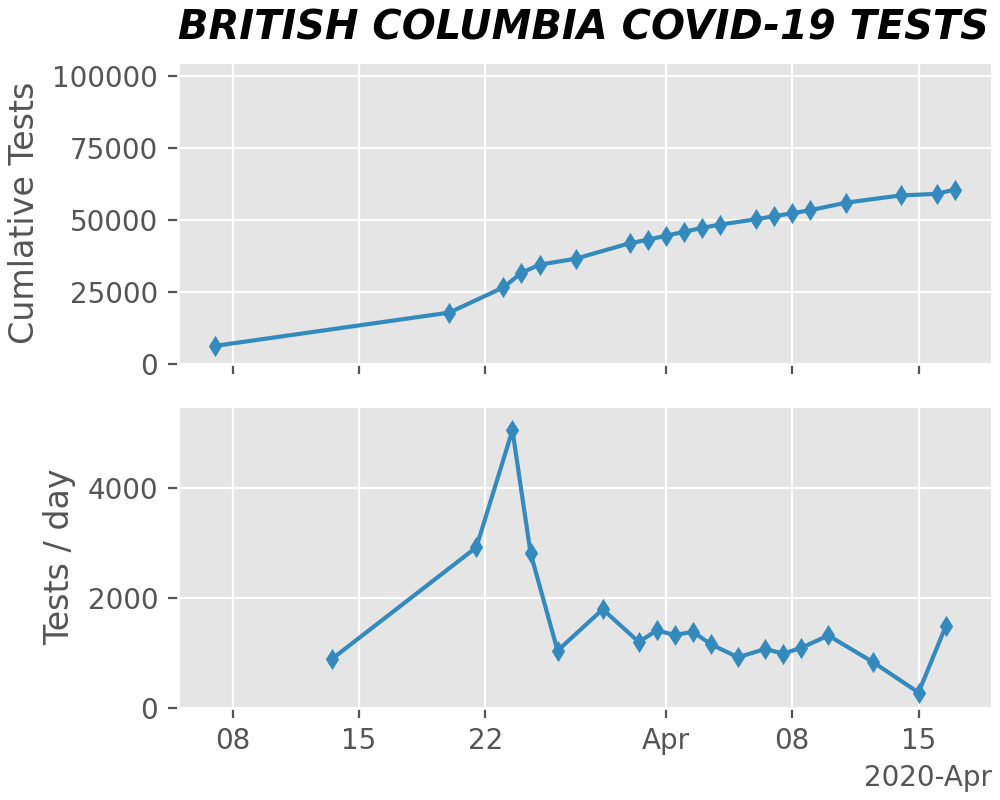 BRITISH COLUMBIA COVID-19 TESTS
Cumlative Tests
100000
75000
50000
25000
0
Tests / day
4000
2000
0
08 15 22 Apr 08 15
2020-Apr